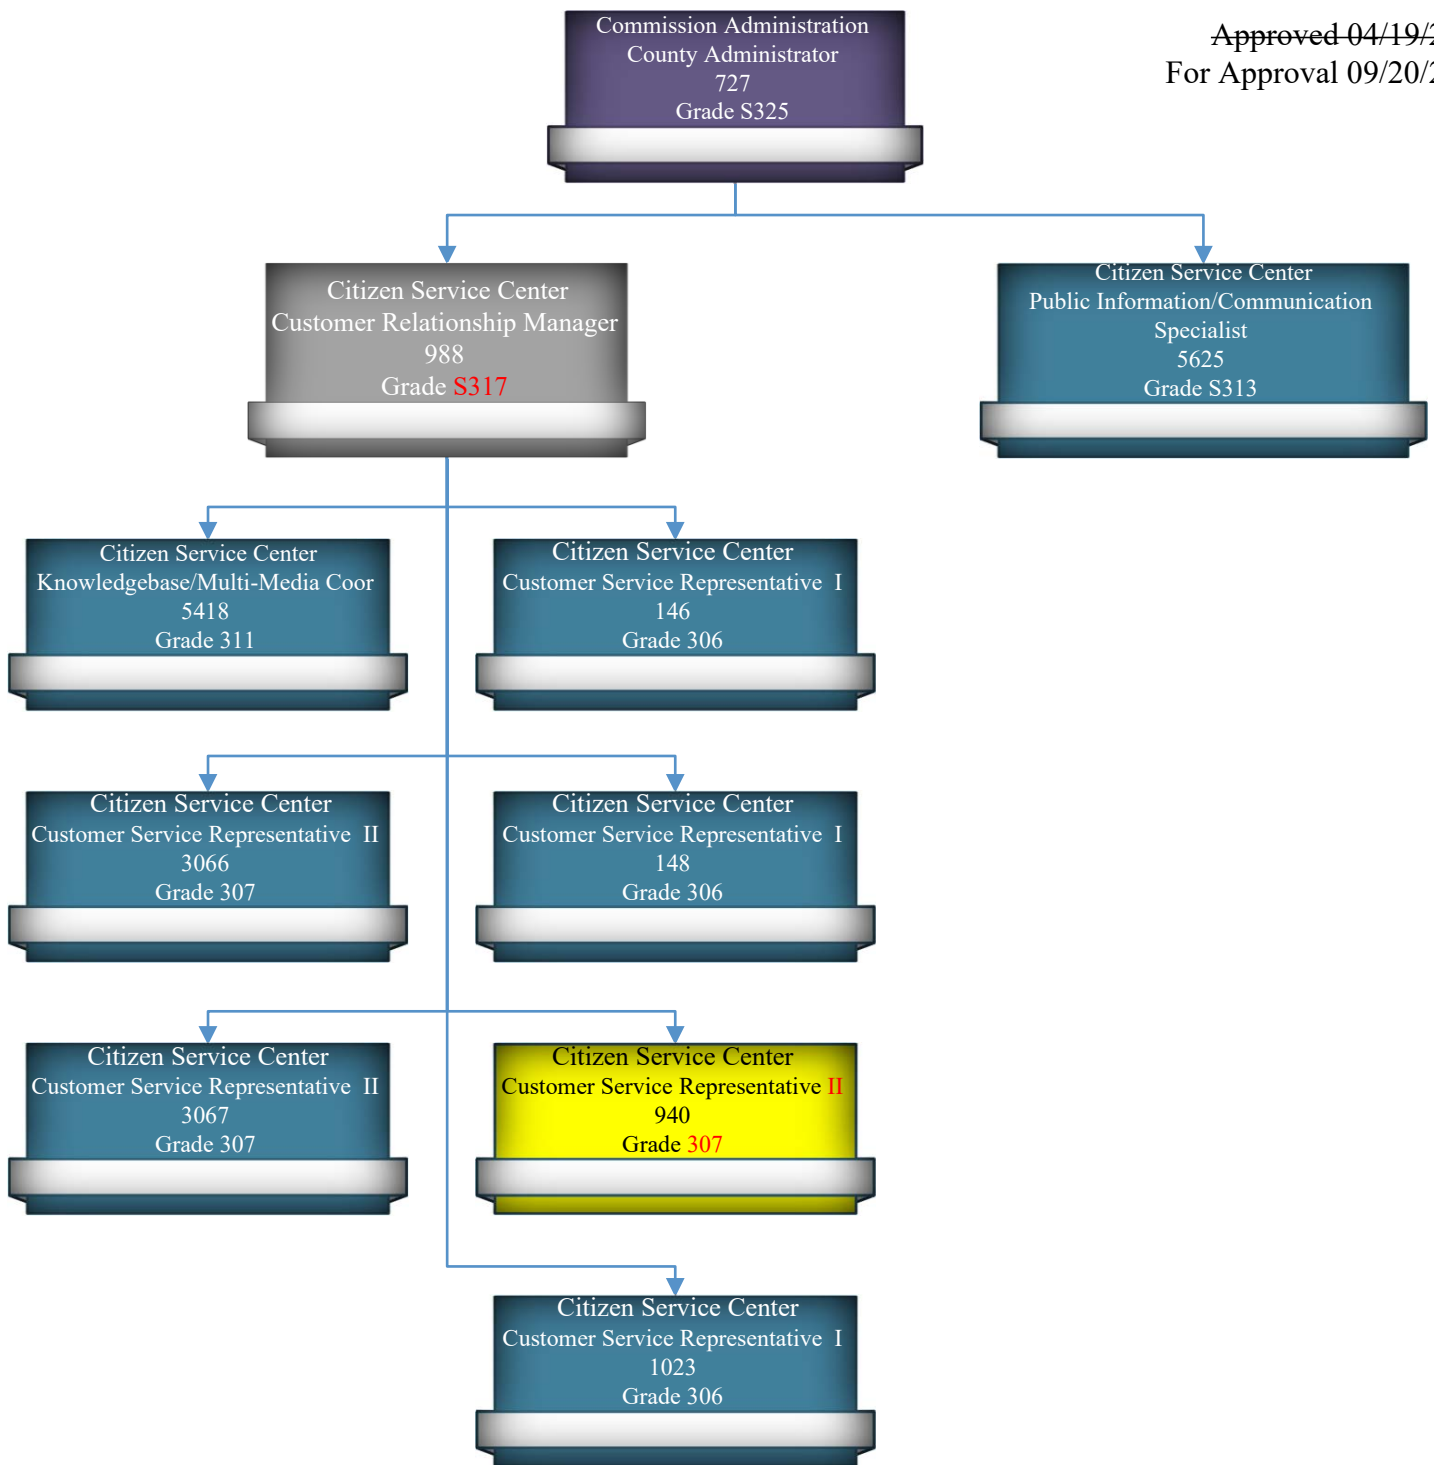 Commission Administration
County Administrator
727
Grade S325
Approved 04/19/2
For Approval 09/20/2
Citizen Service Center
Customer Relationship Manager
988
Grade S317
Citizen Service Center
Public Information/Communication
Specialist
5625
Grade S313
Citizen Service Center
Knowledgebase/Multi-Media Coor
5418
Grade 311
Citizen Service Center
Customer Service Representative I
146
Grade 306
Citizen Service Center
Customer Service Representative II
3066
Grade 307
Citizen Service Center
Customer Service Representative I
148
Grade 306
Citizen Service Center
Customer Service Representative II
3067
Grade 307
Citizen Service Center
Customer Service Representative II
940
Grade 307
Citizen Service Center
Customer Service Representative I
1023
Grade 306